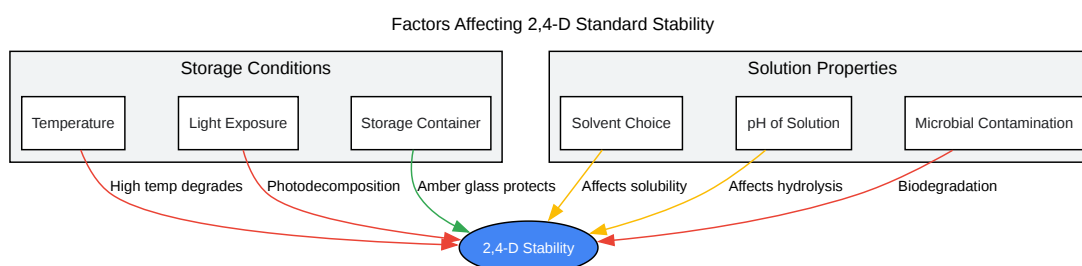 Factors Affecting 2,4-D Standard Stability
Storage Conditions
Solution Properties
Temperature
Light Exposure
Storage Container
Solvent Choice
pH of Solution
Microbial Contamination
High temp degrades
Photodecomposition
Amber glass protects
Affects solubility
Affects hydrolysis
Biodegradation
2,4-D Stability